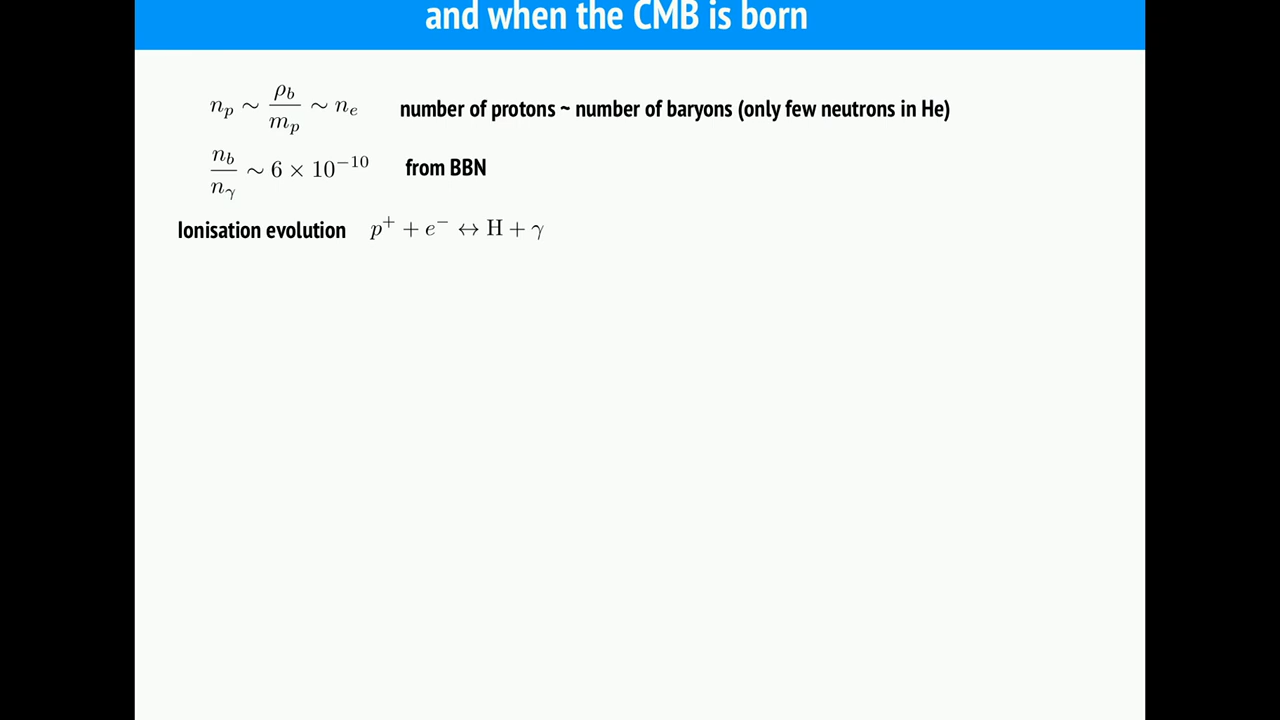 and when the CMB is born
n_p ∼ ρ_b / m_p ∼ n_e number of protons ~ number of baryons (only few neutrons in He)
n_b / n_γ ∼ 6 × 10^{−10} from BBN
Ionisation evolution p^+ + e^− ↔ H + γ